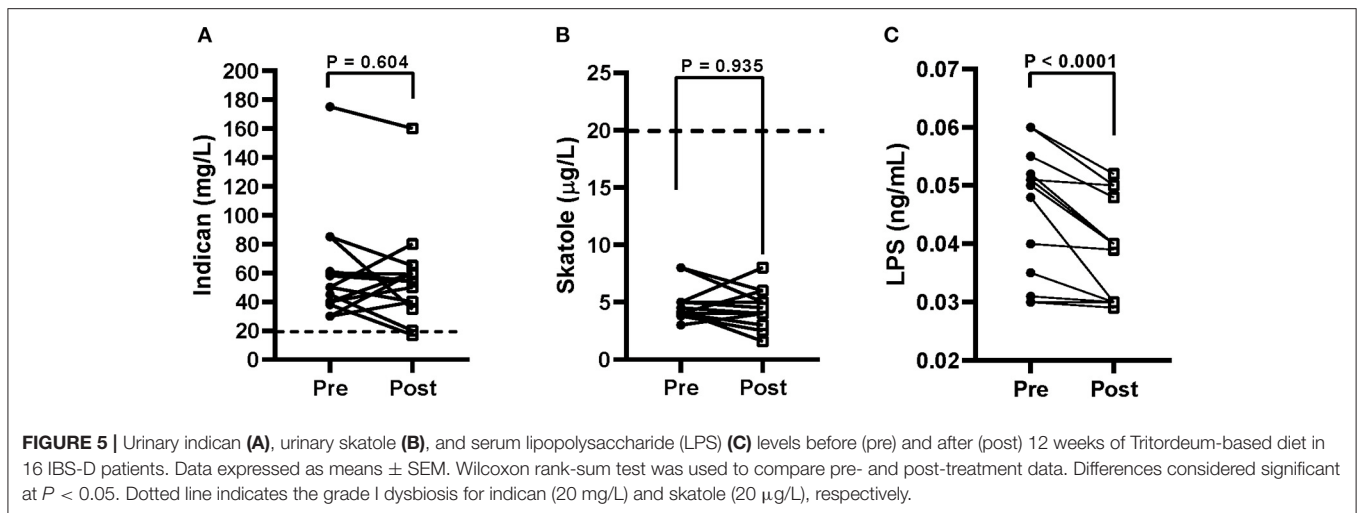 A
P = 0.604
Indican (mg/L)
200
180
160
140
120
100
80
60
40
20
0
Pre
Post
B
P = 0.935
Skatole (μg/L)
25
20
15
10
5
0
Pre
Post
C
P < 0.0001
LPS (ng/mL)
0.07
0.06
0.05
0.04
0.03
0.02
Pre
Post
FIGURE 5 | Urinary indican (A), urinary skatole (B), and serum lipopolysaccharide (LPS) (C) levels before (pre) and after (post) 12 weeks of Tritordeum-based diet in
16 IBS-D patients. Data expressed as means ± SEM. Wilcoxon rank-sum test was used to compare pre- and post-treatment data. Differences considered significant
at P < 0.05. Dotted line indicates the grade I dysbiosis for indican (20 mg/L) and skatole (20 μg/L), respectively.